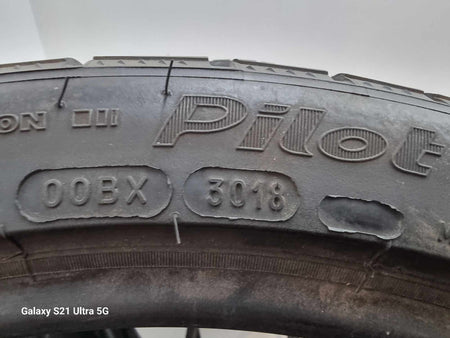 ON III Pilot
00BX 3018
Galaxy S21 Ultra 5G